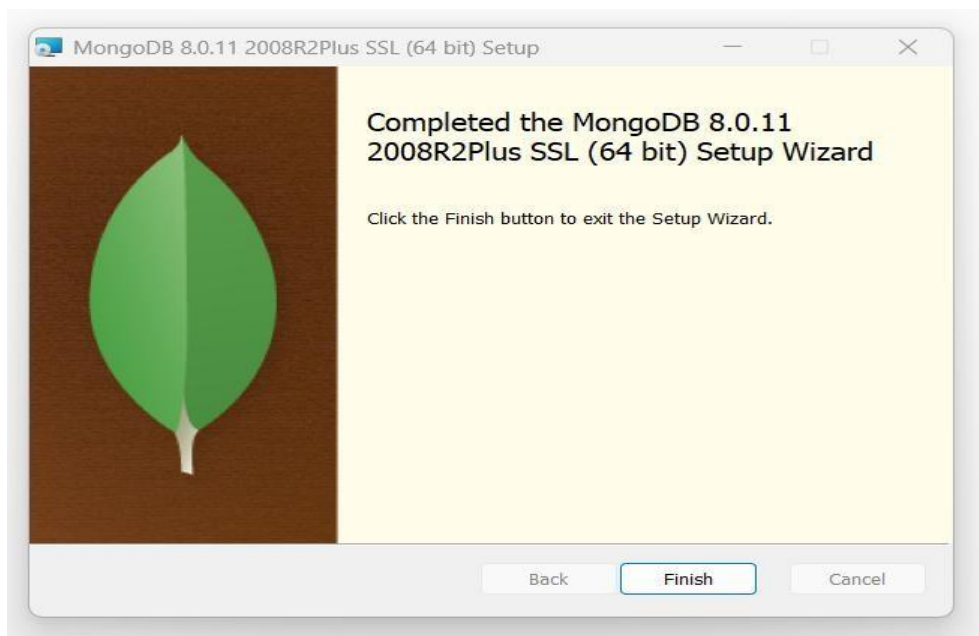 MongoDB 8.0.11 2008R2Plus SSL (64 bit) Setup
Completed the MongoDB 8.0.11
2008R2Plus SSL (64 bit) Setup Wizard
Click the Finish button to exit the Setup Wizard.
Back Finish Cancel